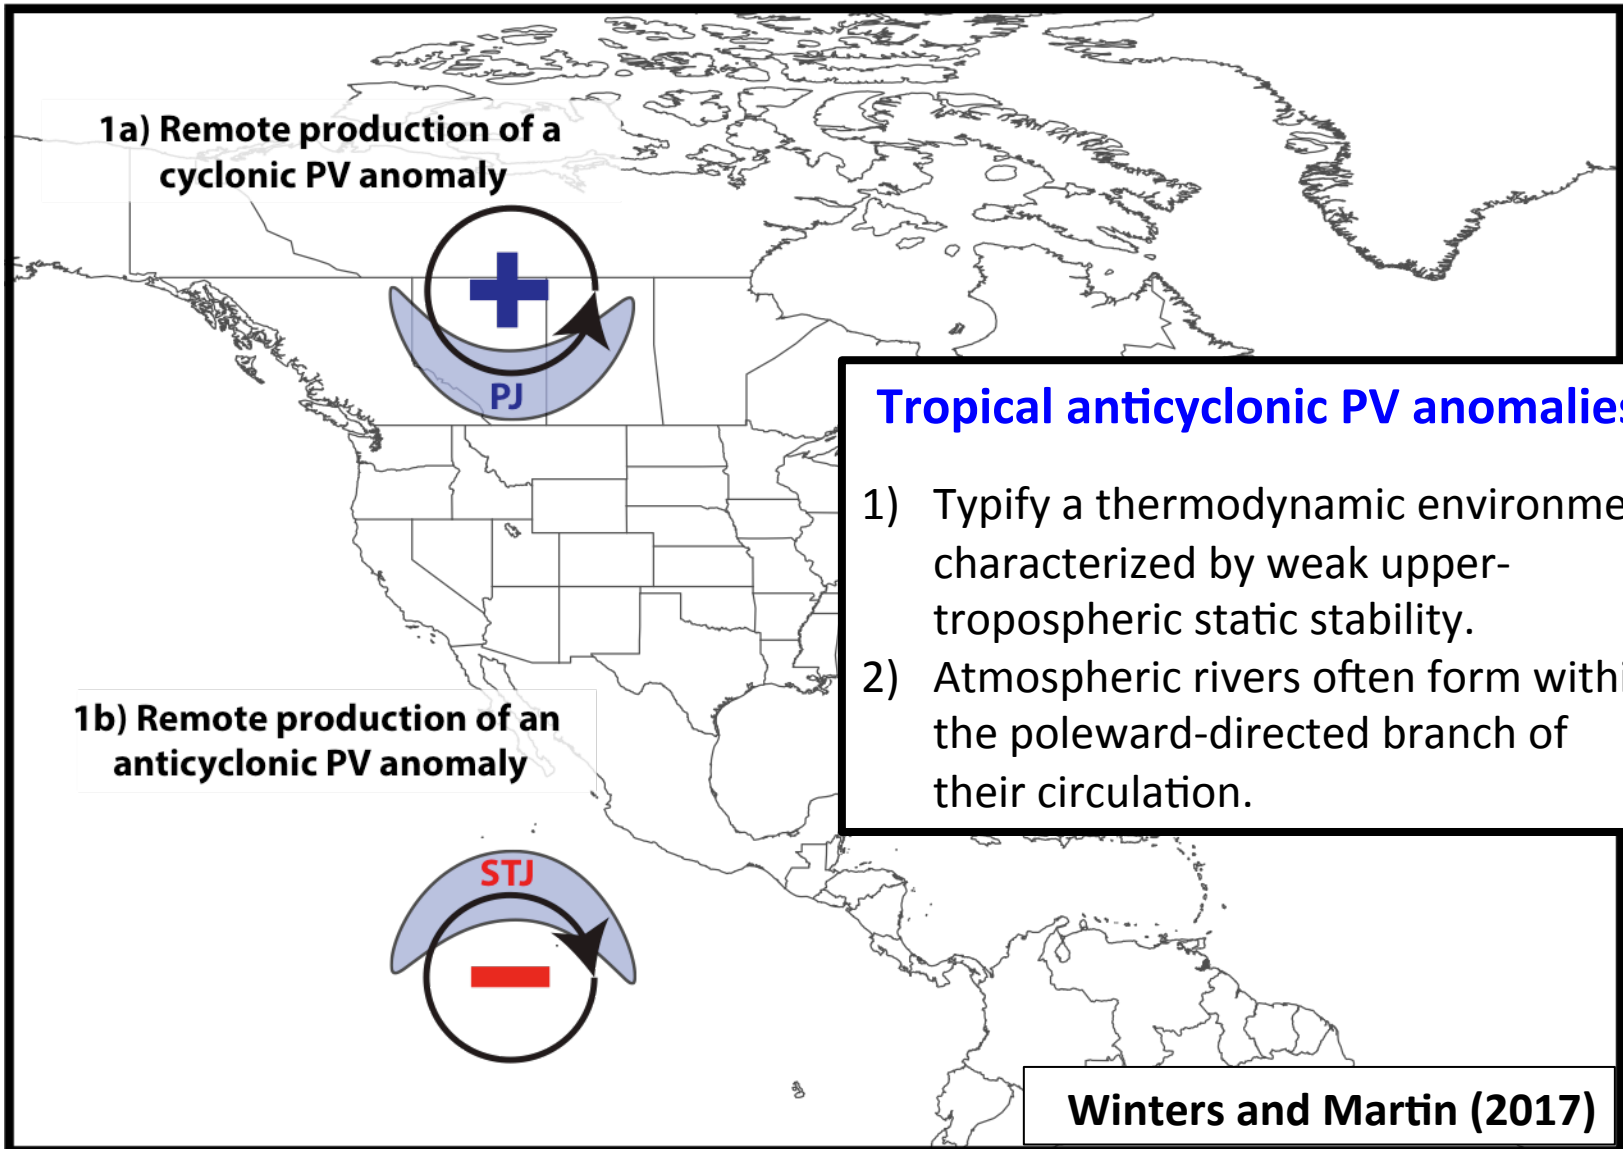 1a) Remote production of a
cyclonic PV anomaly
PJ
Tropical anticyclonic PV anomalies
1) Typify a thermodynamic environme
characterized by weak upper-
tropospheric static stability.
2) Atmospheric rivers often form withi
the poleward-directed branch of
their circulation.
1b) Remote production of an
anticyclonic PV anomaly
STJ
Winters and Martin (2017)